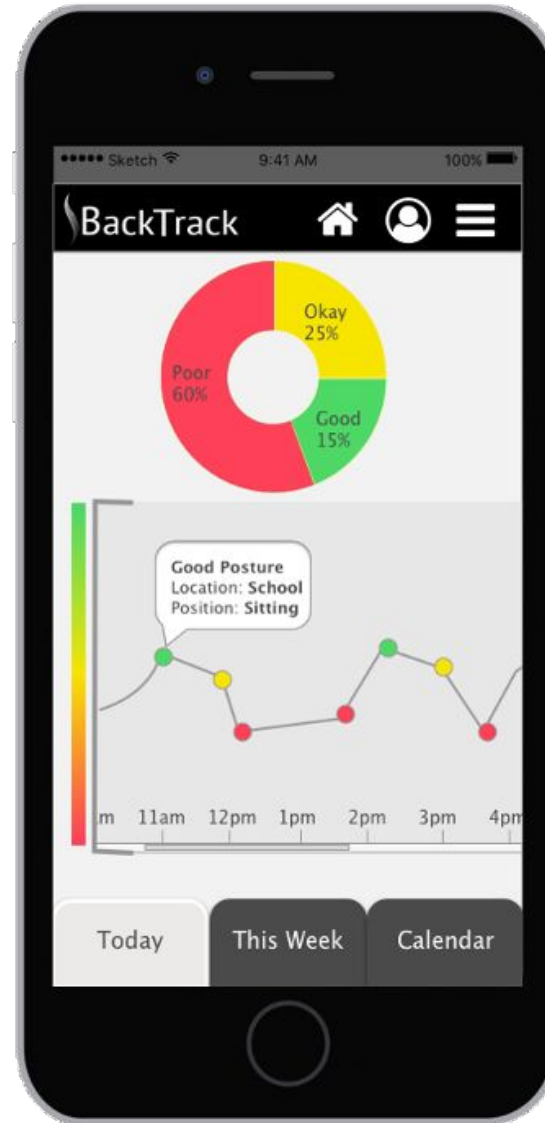 Sketch 9:41 AM 100%
BackTrack
Okay
25%
Poor
60%
Good
15%
Good Posture
Location: School
Position: Sitting
m 11am 12pm 1pm 2pm 3pm 4pm
Today This Week Calendar